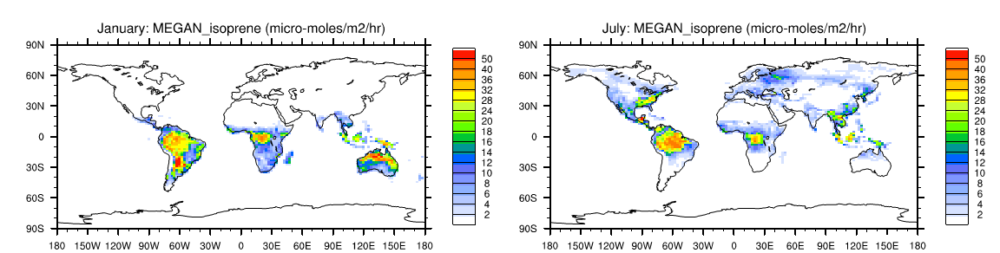 January: MEGAN_isoprene (micro-moles/m2/hr)
90N
60N
30N
0
30S
60S
90S
180 150W 120W 90W 60W 30W 0 30E 60E 90E 120E 150E 180
50
40
36
32
28
24
20
18
16
14
12
10
8
6
4
2
July: MEGAN_isoprene (micro-moles/m2/hr)
90N
60N
30N
0
30S
60S
90S
180 150W 120W 90W 60W 30W 0 30E 60E 90E 120E 150E 180
50
40
36
32
28
24
20
18
16
14
12
10
8
6
4
2